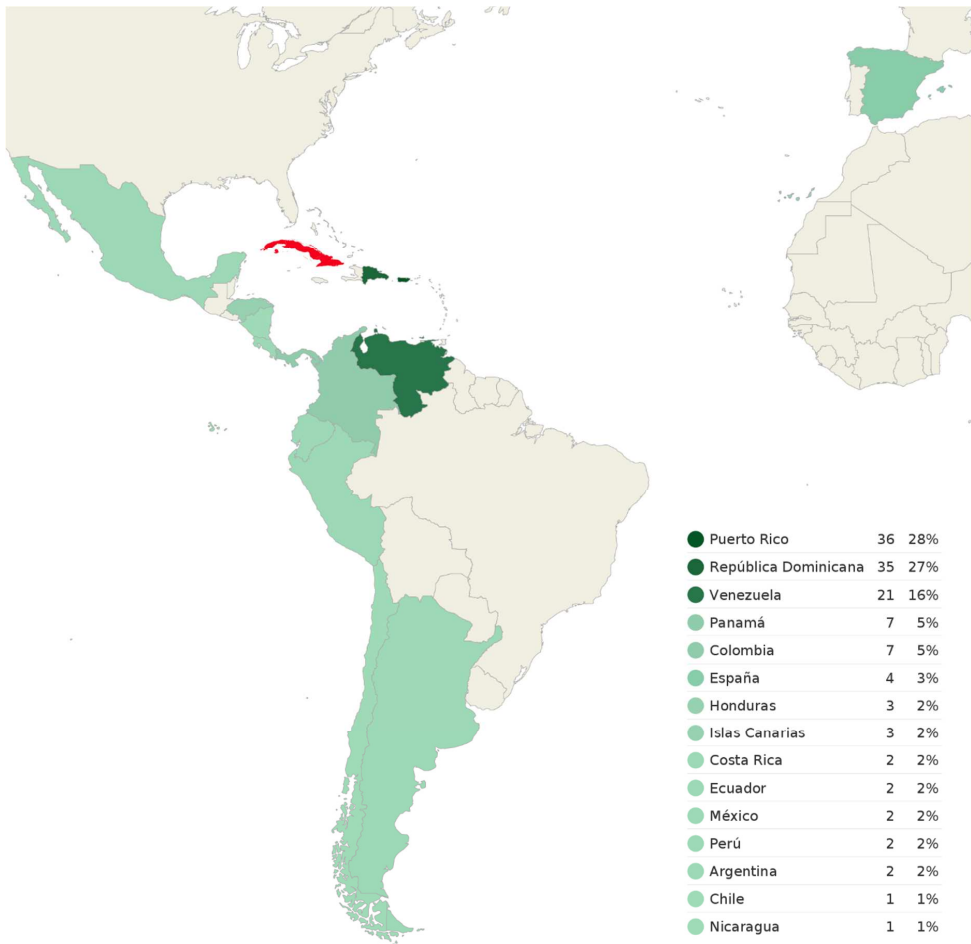 Puerto Rico 36 28%
República Dominicana 35 27%
Venezuela 21 16%
Panamá 7 5%
Colombia 7 5%
España 4 3%
Honduras 3 2%
Islas Canarias 3 2%
Costa Rica 2 2%
Ecuador 2 2%
México 2 2%
Perú 2 2%
Argentina 2 2%
Chile 1 1%
Nicaragua 1 1%